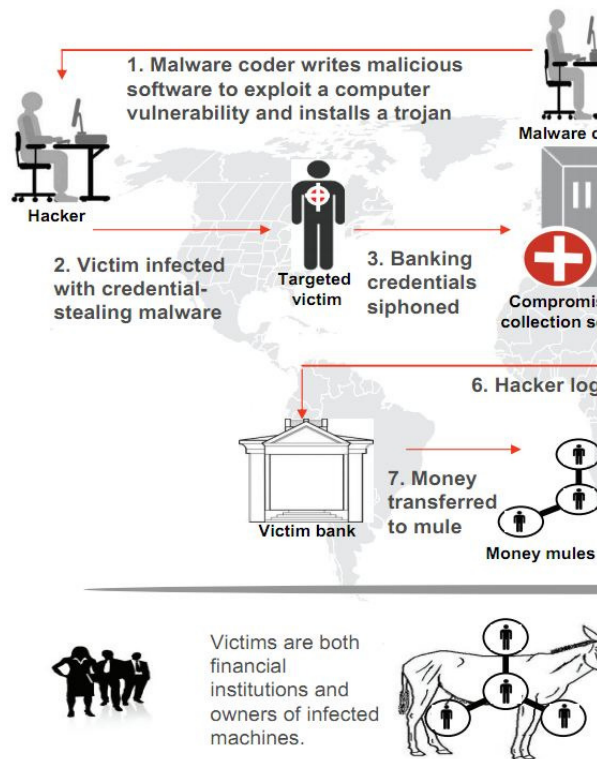 1. Malware coder writes malicious
software to exploit a computer
vulnerability and installs a trojan
Malware
Hacker
2. Victim infected
with credential-
stealing malware
Targeted
victim
3. Banking
credentials
siphoned
collection
6. Hacker
Victim bank
7. Money
transferred
to mule
Money mules
Victims are both
financial
institutions and
owners of infected
machines.